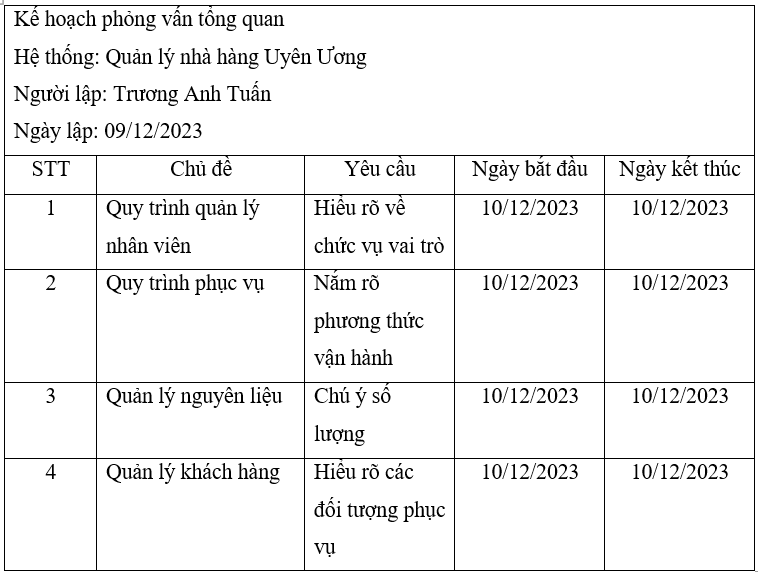 Kế hoạch phỏng vấn tổng quan
Hệ thống: Quản lý nhà hàng Uyên Ương
Người lập: Trương Anh Tuấn
Ngày lập: 09/12/2023
STT Chủ đề Yêu cầu Ngày bắt đầu Ngày kết thúc
1 Quy trình quản lý Hiểu rõ về 10/12/2023 10/12/2023
nhân viên chức vụ vai trò
2 Quy trình phục vụ Nắm rõ 10/12/2023 10/12/2023
phương thức
vận hành
3 Quản lý nguyên liệu Chú ý số 10/12/2023 10/12/2023
lượng
4 Quản lý khách hàng Hiểu rõ các 10/12/2023 10/12/2023
đối tượng phục
vụ